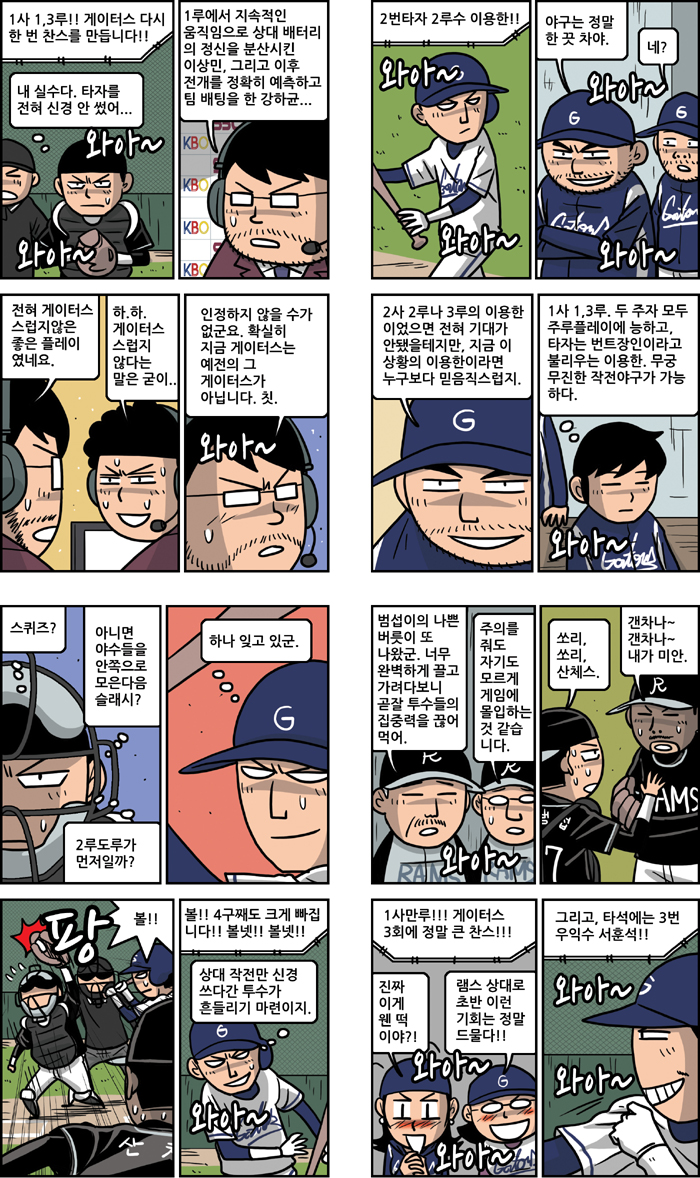 1사 1,3루!! 게이터스 다시
한 번 찬스를 만듭니다!!
내 실수다. 타자를
전혀 신경 안 썼어...
와아~
와아~
1루에서 지속적인
움직임으로 상대 배터리
의 정신을 분산시킨
이상민, 그리고 이후
전개를 정확히 예측하고
팀 배팅을 한 강하균...
KBO
KBO
KBO
KBO
2번타자 2루수 이용한!!
와아~
와아~
야구는 정말
한 끗 차야.
네?
와아~
G
와아~
전혀 게이터스
스럽지않은
좋은 플레이
였네요.
하.하.
게이터스
스럽지
않다는
말은 굳이..
인정하지 않을 수가
없군요. 확실히
지금 게이터스는
예전의 그
게이터스가
아닙니다. 칫.
와아~
2사 2루나 3루의 이용한
이었으면 전혀 기대가
안됐을테지만, 지금 이
상황의 이용한이라면
누구보다 믿음직스럽지.
G
1사 1,3루. 두 주자 모두
주루플레이에 능하고,
타자는 번트장인이라고
불리우는 이용한. 무궁
무진한 작전야구가 가능
하다.
와아~
스퀴즈?
아니면
야수들을
안쪽으로
모은다음
슬래시?
2루도루가
먼저일까?
하나 잊고 있군.
G
범섭이의 나쁜
버릇이 또
나왔군. 너무
완벽하게 끌고
가려다보니
곧잘 투수들의
집중력을 끊어
먹어.
주의를
줘도
자기도
모르게
게임에
몰입하는
것 같습
니다.
R
R
RAMS
와아~
쏘리,
쏘리,
산체스.
갠차나~
갠차나~
내가 미안.
R
RAMS
7
팡
볼!!
산
볼!! 4구째도 크게 빠집
니다!! 볼넷!! 볼넷!!
상대 작전만 신경
쓰다간 투수가
흔들리기 마련이지.
와아~
1사만루!!! 게이터스
3회에 정말 큰 찬스!!!
진짜
이게
웬 떡
이야?!
램스 상대로
초반 이런
기회는 정말
드물다!!
와아~
G
와아~
그리고, 타석에는 3번
우익수 서훈석!!
와아~
G
와아~